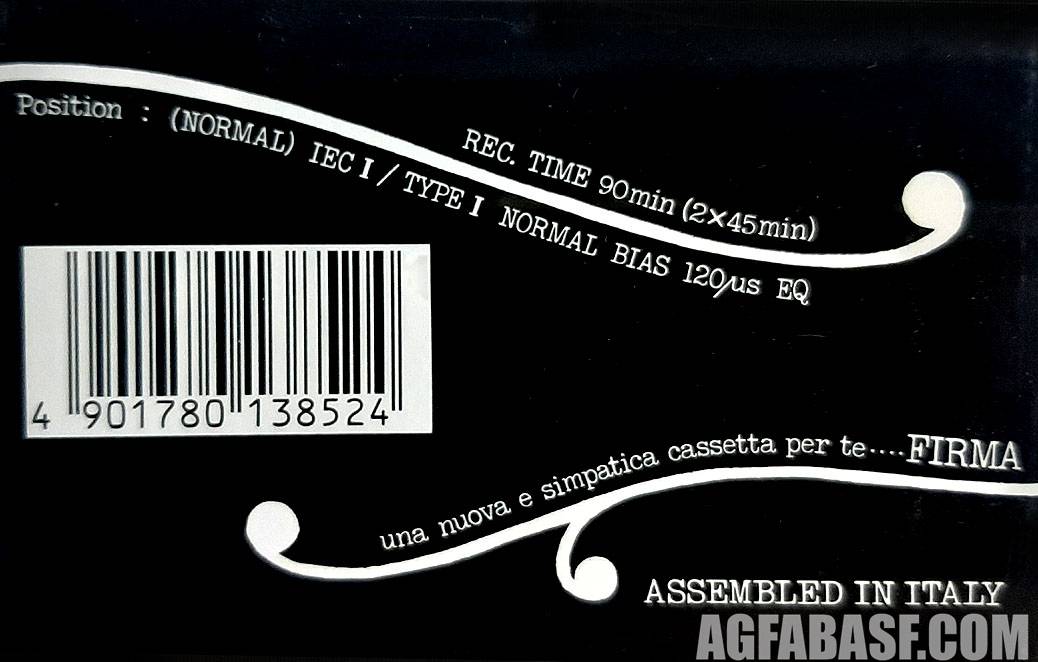 REC. TIME 90min (2×45min)
Position : (NORMAL) IEC I / TYPE I NORMAL BIAS 120µs EQ
4 901780 138524
una nuova e simpatica cassetta per te....FIRMA
ASSEMBLED IN ITALY
AGFABASF.COM